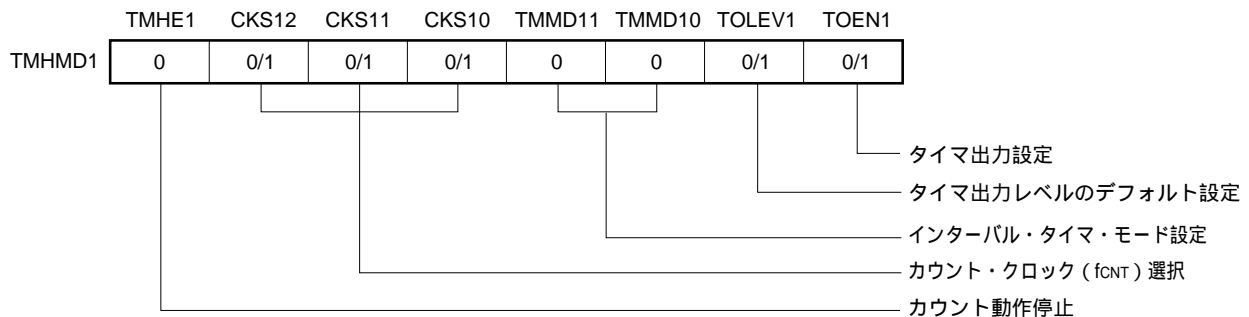 TMHE1 CKS12 CKS11 CKS10 TMMD11 TMMD10 TOLEV1 TOEN1
TMHMD1 0 0/1 0/1 0/1 0 0 0/1 0/1
タイマ出力設定
タイマ出力レベルのデフォルト設定
インターバル・タイマ・モード設定
カウント・クロック(fCNT)選択
カウント動作停止